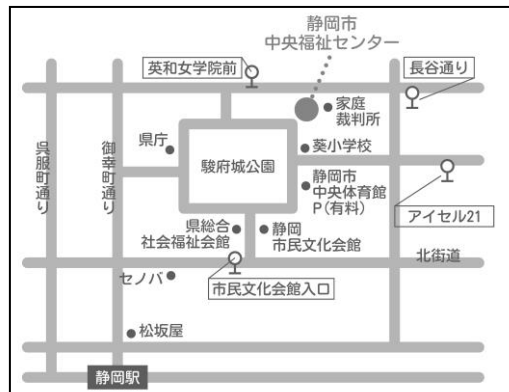 静岡市
中央福祉センター
英和女学院前
長谷通り
家庭
裁判所
県庁
葵小学校
駿府城公園
呉服町通り
御幸町通り
静岡市
中央体育館
P(有料)
アイセル21
県総合
社会福祉会館
静岡
市民文化会館
北街道
セノバ
市民文化会館入口
松坂屋
静岡駅